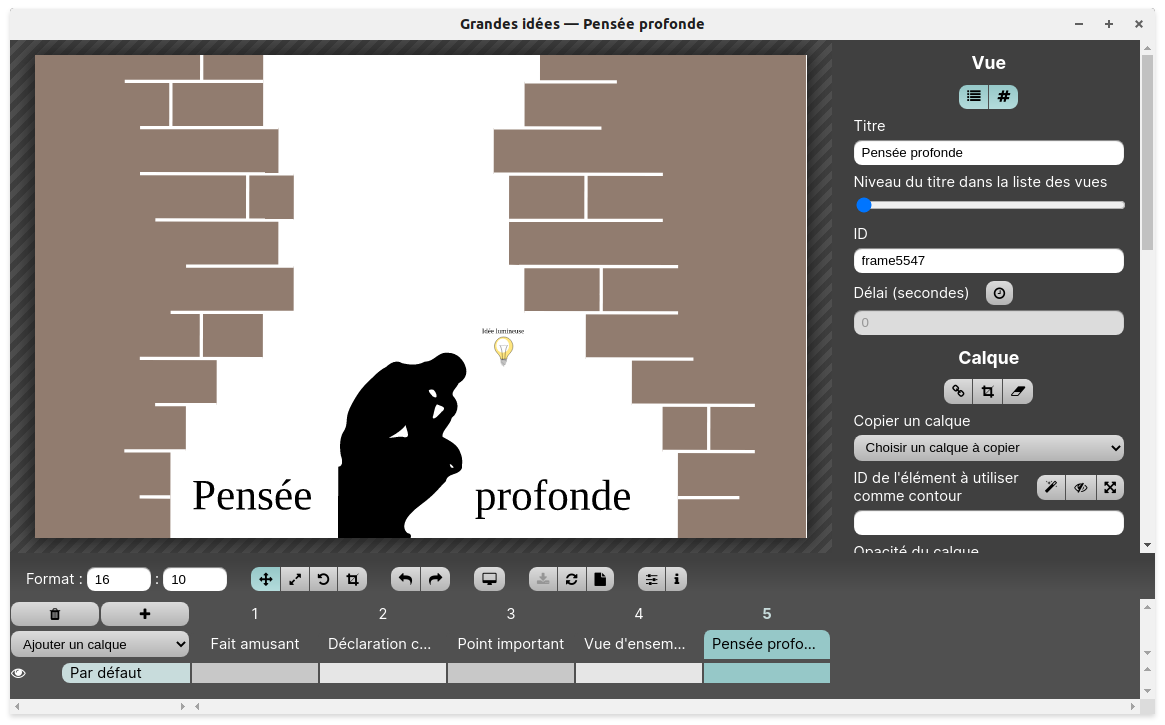 Grandes idées — Pensée profonde
Vue
Titre
Pensée profonde
Niveau du titre dans la liste des vues
ID
frame5547
Délai (secondes)
0
Calque
Copier un calque
Choisir un calque à copier
ID de l'élément à utiliser
comme contour
Opacité du calque
Idée lumineuse
Pensée profonde
Format : 16 : 10
1 2 3 4 5
Ajouter un calque Fait amusant Déclaration c... Point important Vue d'ensem... Pensée profo...
Par défaut